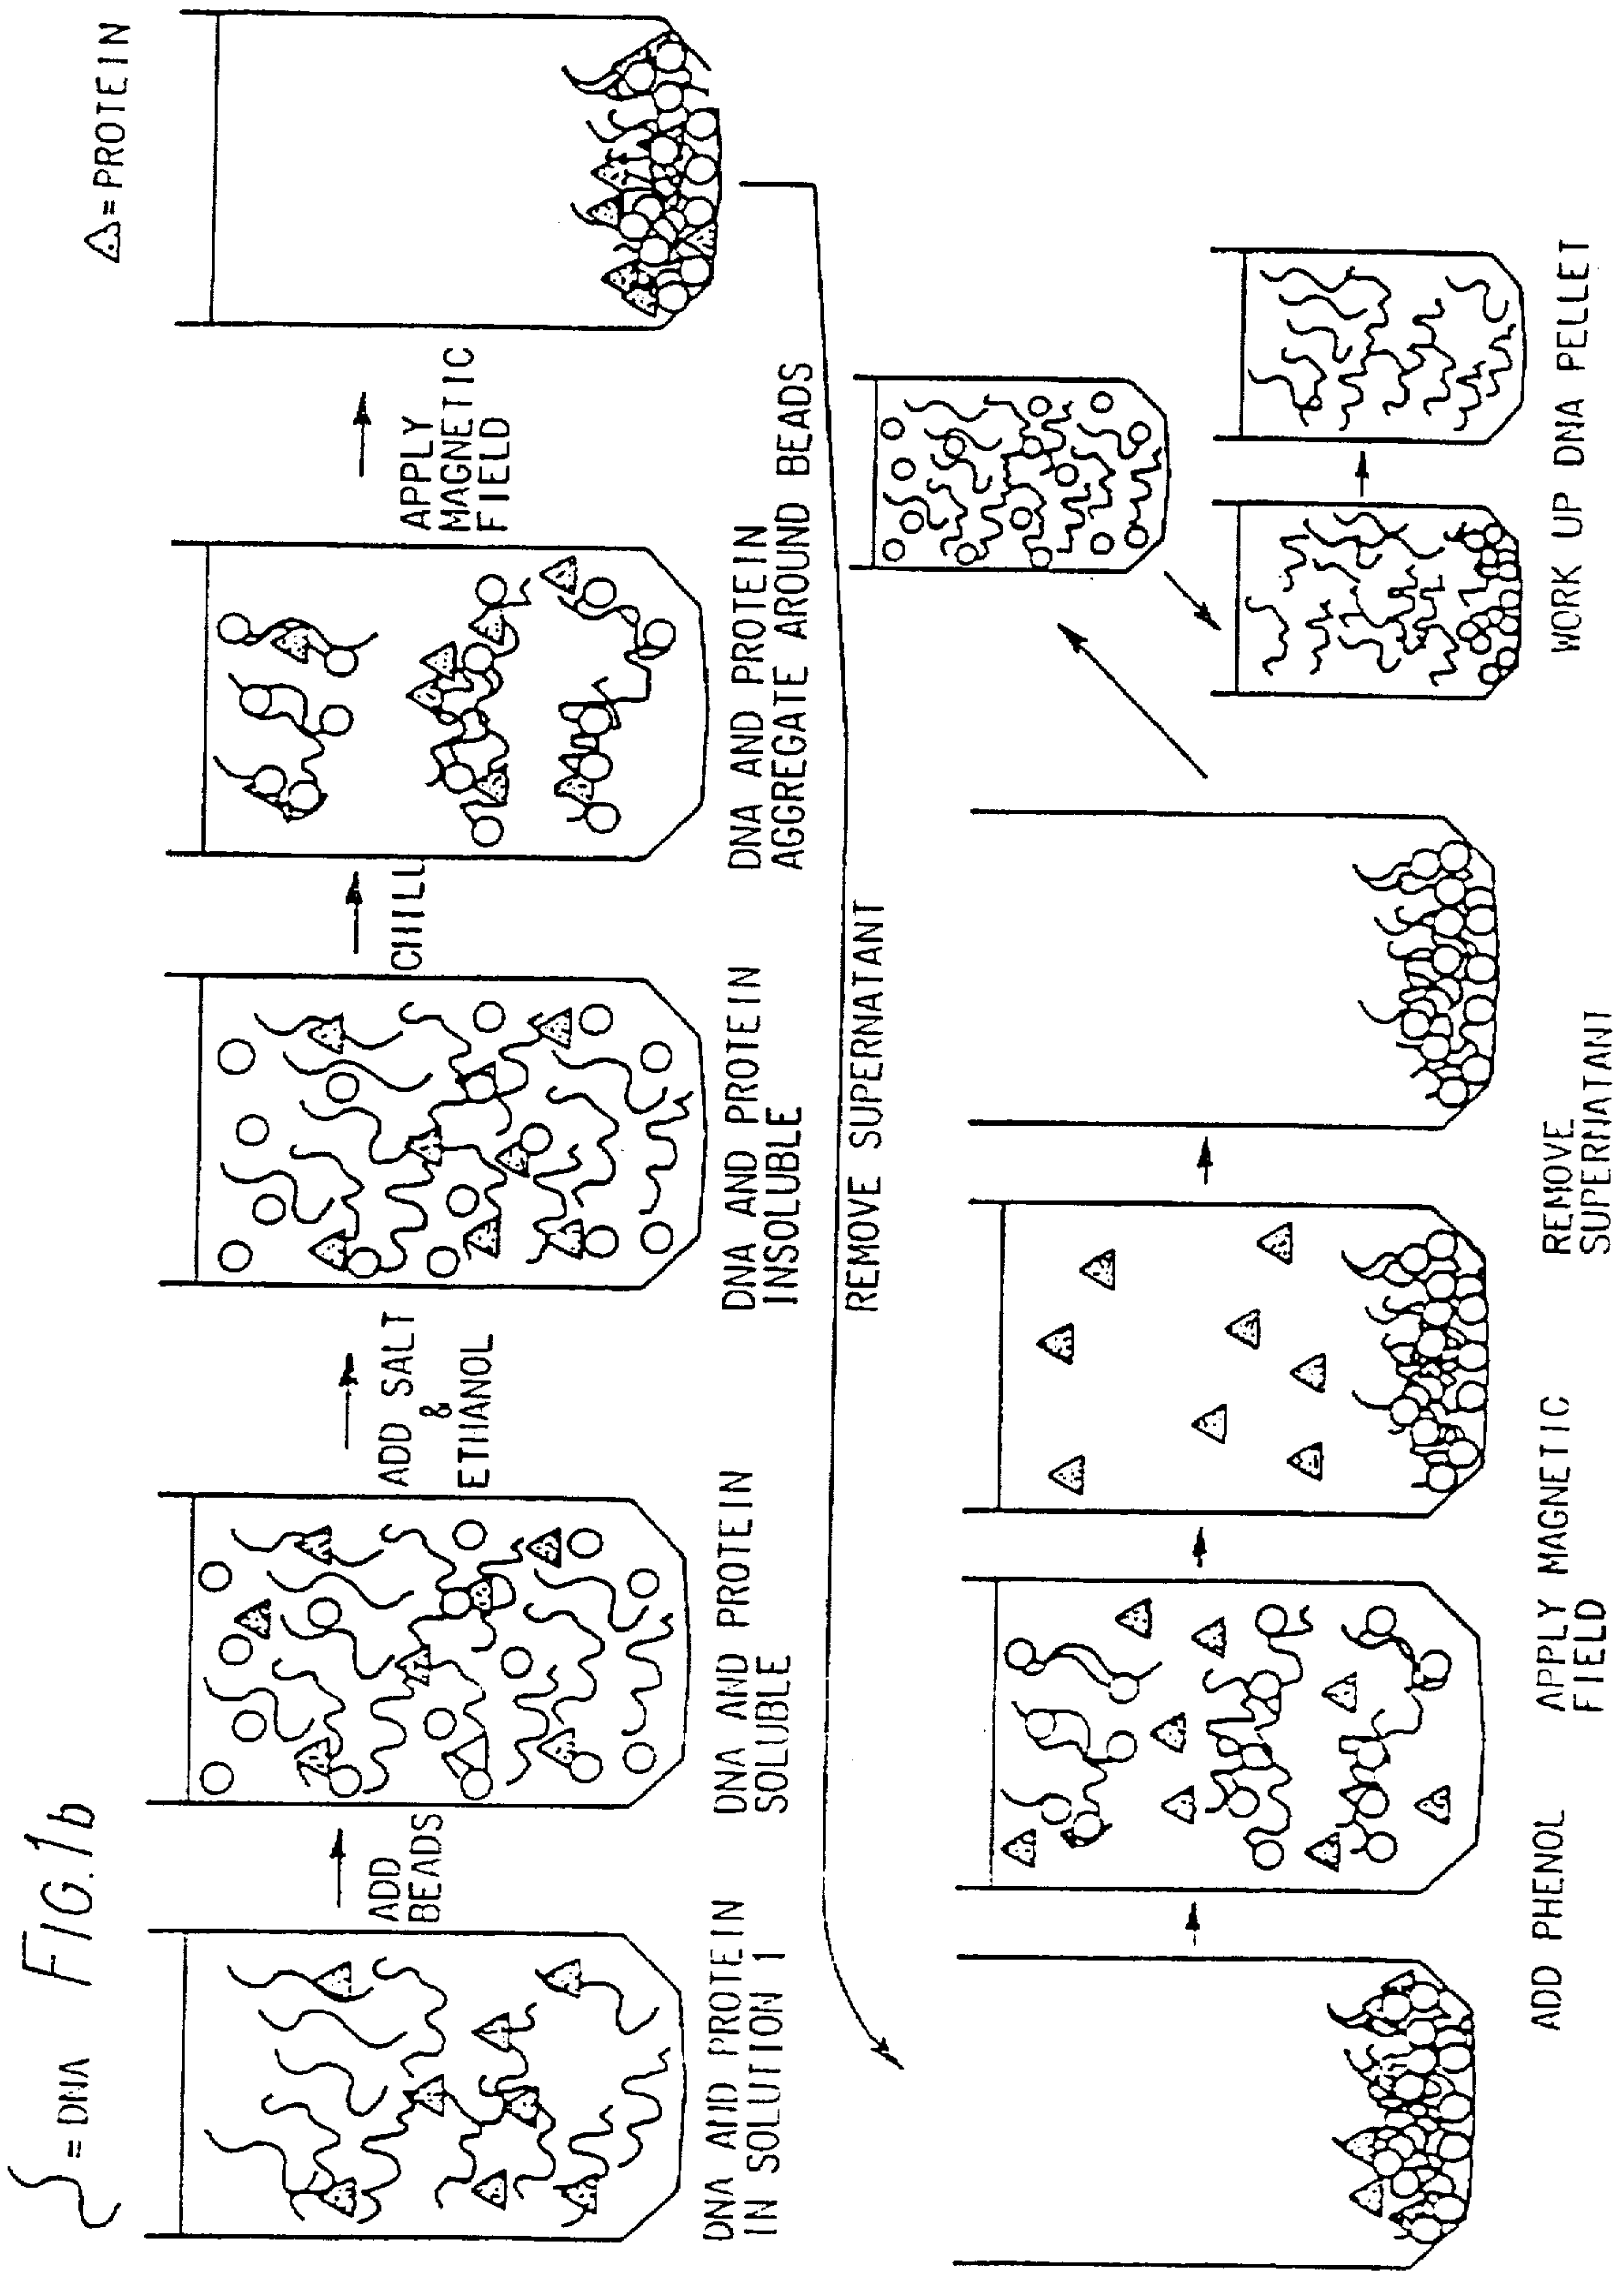 FIG. 1b
= DNA
= PROTEIN
ADD
BEADS
ADD SALT
&
ETHANOL
CHILL
APPLY
MAGNETIC
FIELD
DNA AND PROTEIN
IN SOLUTION 1
DNA AND PROTEIN
SOLUBLE
DNA AND PROTEIN
INSOLUBLE
DNA AND PROTEIN
AGGREGATE AROUND BEADS
REMOVE SUPERNATANT
ADD PHENOL
APPLY MAGNETIC
FIELD
REMOVE
SUPERNATANT
WORK UP DNA PELLET